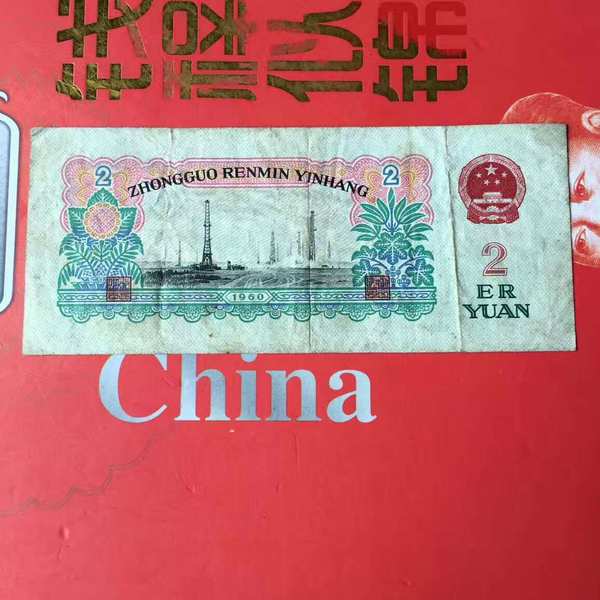 2 2
ZHONGGUO RENMIN YINHANG
1960
2
ER
YUAN
China